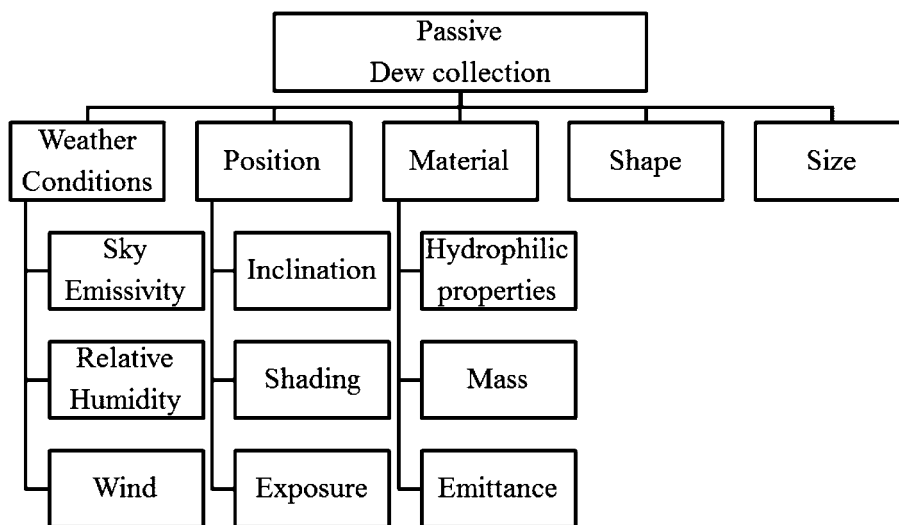 Passive
Dew collection
Weather
Conditions
Position
Material
Shape
Size
Sky
Emissivity
Inclination
Hydrophilic
properties
Relative
Humidity
Shading
Mass
Wind
Exposure
Emittance